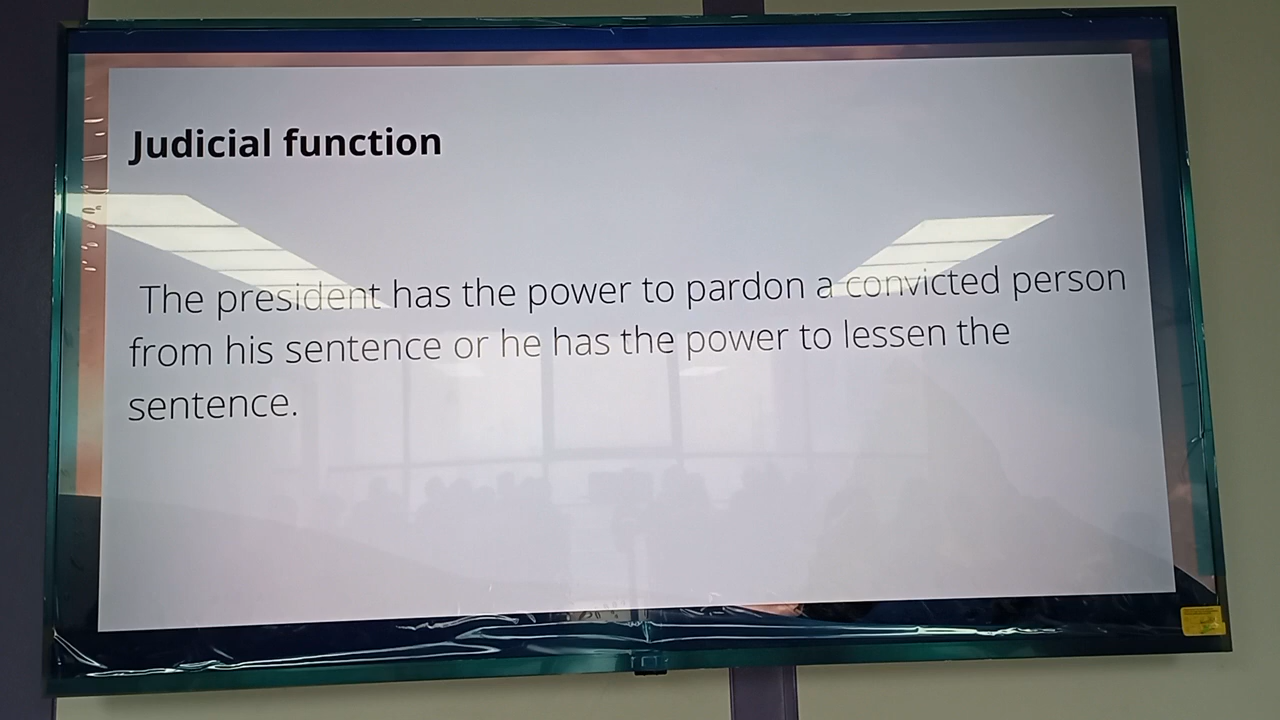 Judicial function
The president has the power to pardon a convicted person
from his sentence or he has the power to lessen the
sentence.